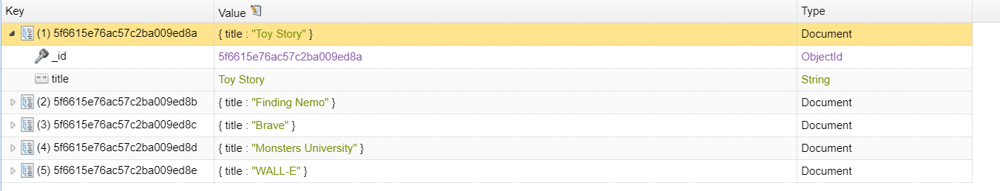 Key Value Type
(1) 5f6615e76ac57c2ba009ed8a { title : "Toy Story" } Document
_id 5f6615e76ac57c2ba009ed8a ObjectId
" " title Toy Story String
(2) 5f6615e76ac57c2ba009ed8b { title : "Finding Nemo" } Document
(3) 5f6615e76ac57c2ba009ed8c { title : "Brave" } Document
(4) 5f6615e76ac57c2ba009ed8d { title : "Monsters University" } Document
(5) 5f6615e76ac57c2ba009ed8e { title : "WALL-E" } Document